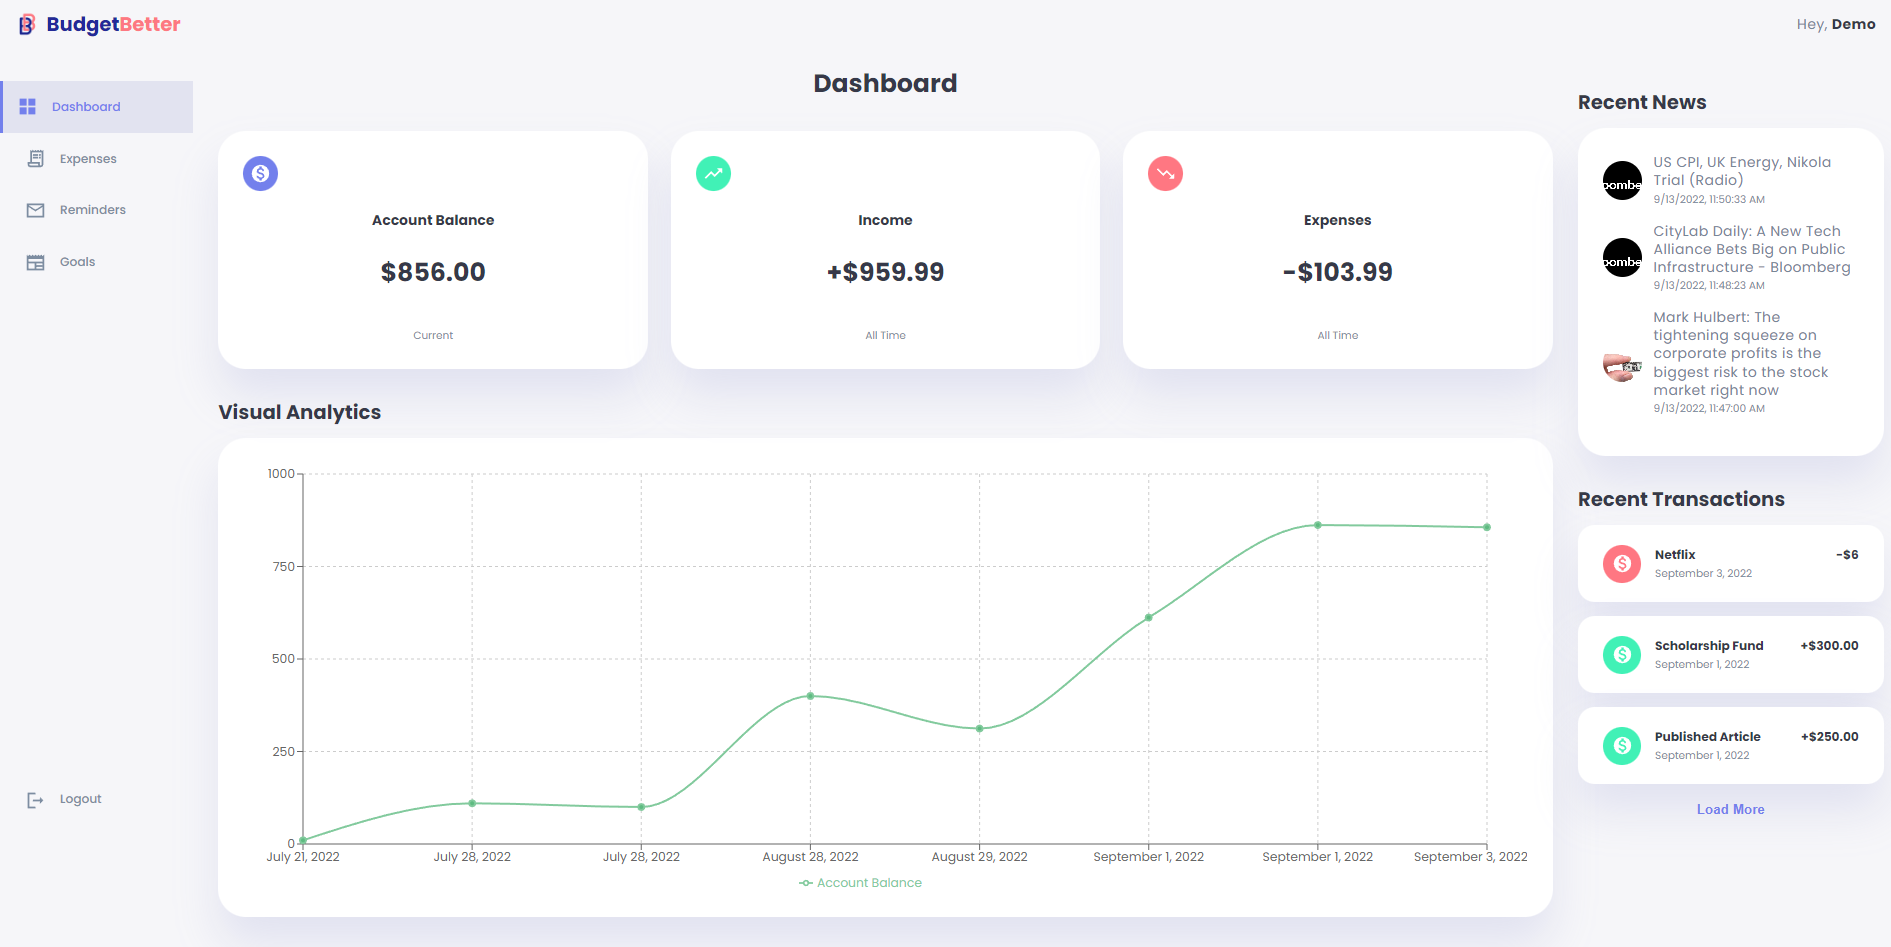 BudgetBetter
Hey, Demo
Dashboard
Expenses
Reminders
Goals
Logout
Dashboard
Account Balance
$856.00
Current
Income
+$959.99
All Time
Expenses
-$103.99
All Time
Visual Analytics
1000
750
500
250
0
July 21, 2022
July 28, 2022
July 28, 2022
August 28, 2022
August 29, 2022
September 1, 2022
September 1, 2022
September 3, 2022
Account Balance
Recent News
US CPI, UK Energy, Nikola
Trial (Radio)
9/13/2022, 11:50:33 AM
CityLab Daily: A New Tech
Alliance Bets Big on Public
Infrastructure - Bloomberg
9/13/2022, 11:48:23 AM
Mark Hulbert: The
tightening squeeze on
corporate profits is the
biggest risk to the stock
market right now
9/13/2022, 11:47:00 AM
Recent Transactions
Netflix
-$6
September 3, 2022
Scholarship Fund
+$300.00
September 1, 2022
Published Article
+$250.00
September 1, 2022
Load More